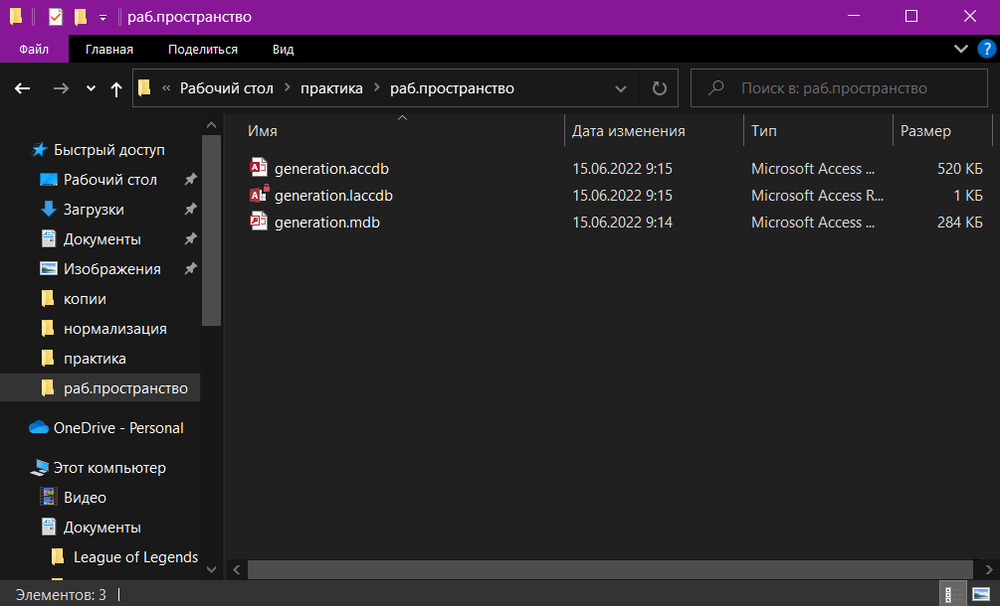 раб.пространство
Файл Главная Поделиться Вид
« Рабочий стол > практика > раб.пространство Поиск в: раб.пространство
Имя Дата изменения Тип Размер
generation.accdb 15.06.2022 9:15 Microsoft Access ... 520 КБ
generation.laccdb 15.06.2022 9:15 Microsoft Access R... 1 КБ
generation.mdb 15.06.2022 9:14 Microsoft Access ... 284 КБ
Быстрый доступ
Рабочий стол
Загрузки
Документы
Изображения
копии
нормализация
практика
раб.пространство
OneDrive - Personal
Этот компьютер
Видео
Документы
League of Legends
Элементов: 3